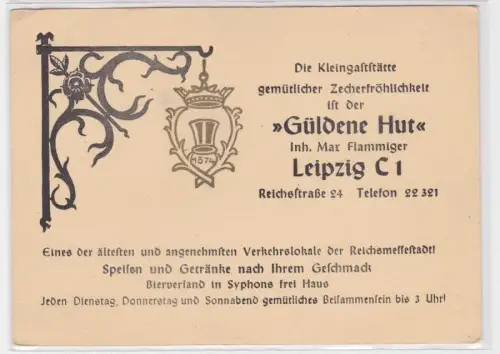 Die Kleingaststätte
gemütlicher Zecherfröhlichkeit
ist der
»Güldene Hut«
Inh. Max Flammiger
Leipzig C 1
Reichsstraße 24 Telefon 22 321
1574
Eines der ältesten und angenehmsten Verkehrslokale der Reichsmessestadt!
Speisen und Getränke nach Ihrem Geschmack
Bierversand in Syphons frei Haus
Jeden Dienstag, Donnerstag und Sonnabend gemütliches Beisammensein bis 3 Uhr!